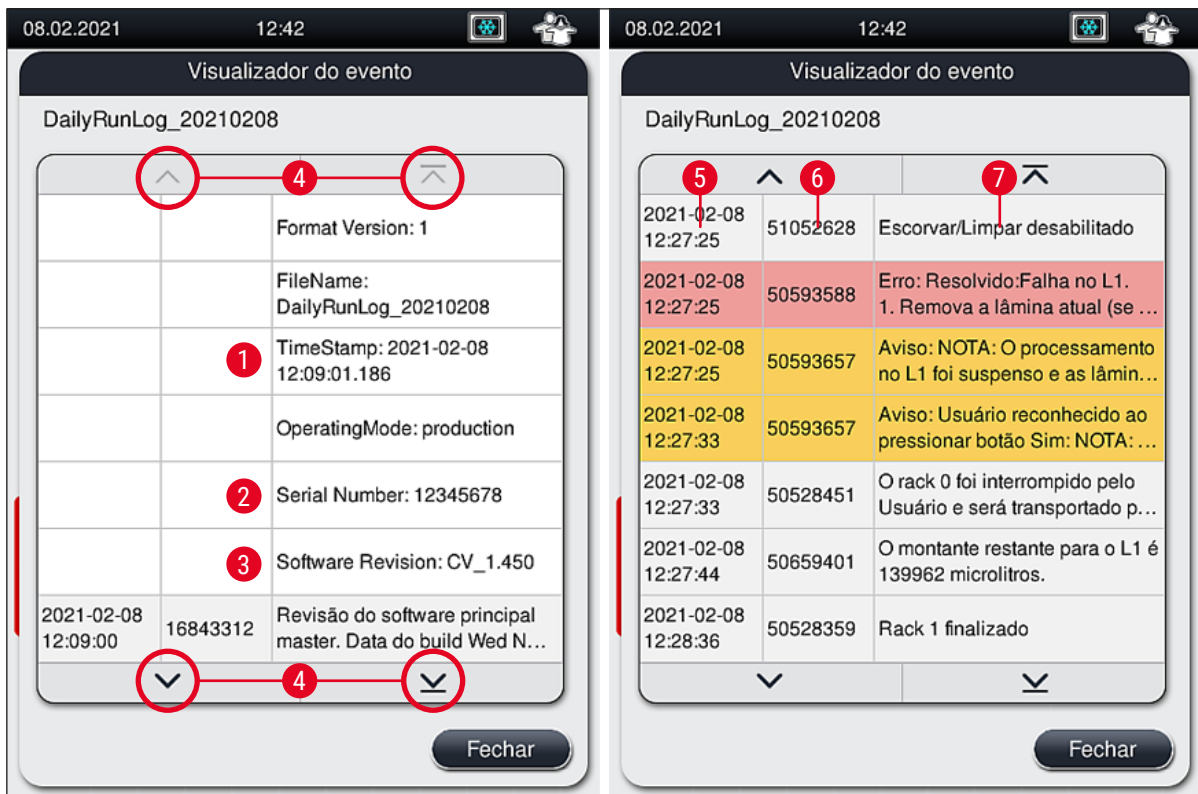 08.02.2021 12:42
Visualizador do evento
DailyRunLog_20210208
4
Format Version: 1
FileName:
DailyRunLog_20210208
1
TimeStamp: 2021-02-08
12:09:01.186
OperatingMode: production
2
Serial Number: 12345678
3
Software Revision: CV_1.450
2021-02-08
12:09:00
16843312
Revisão do software principal
master. Data do build Wed N...
4
Fechar
08.02.2021 12:42
Visualizador do evento
DailyRunLog_20210208
5 6 7
2021-02-08
12:27:25
51052628
Escorvar/Limpar desabilitado
2021-02-08
12:27:25
50593588
Erro: Resolvido:Falha no L1.
1. Remova a lâmina atual (se ...
2021-02-08
12:27:25
50593657
Aviso: NOTA: O processamento
no L1 foi suspenso e as lâmin...
2021-02-08
12:27:33
50593657
Aviso: Usuário reconhecido ao
pressionar botão Sim: NOTA: ...
2021-02-08
12:27:33
50528451
O rack 0 foi interrompido pelo
Usuário e será transportado p...
2021-02-08
12:27:44
50659401
O montante restante para o L1 é
139962 microlitros.
2021-02-08
12:28:36
50528359
Rack 1 finalizado
Fechar